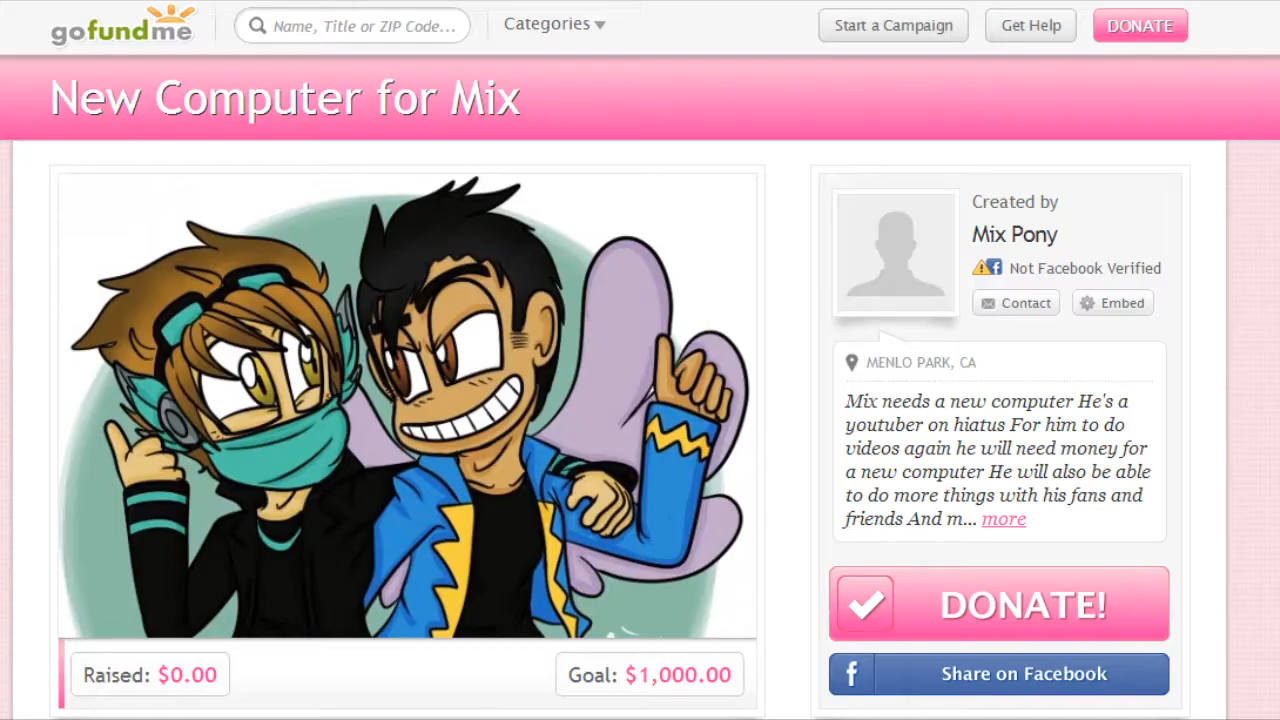 gofundme
Name, Title or ZIP Code...
Categories
Start a Campaign
Get Help
DONATE
New Computer for Mix
Created by
Mix Pony
Not Facebook Verified
Contact
Embed
MENLO PARK, CA
Mix needs a new computer He's a
youtuber on hiatus For him to do
videos again he will need money for
a new computer He will also be able
to do more things with his fans and
friends And m... more
DONATE!
f Share on Facebook
Raised: $0.00
Goal: $1,000.00